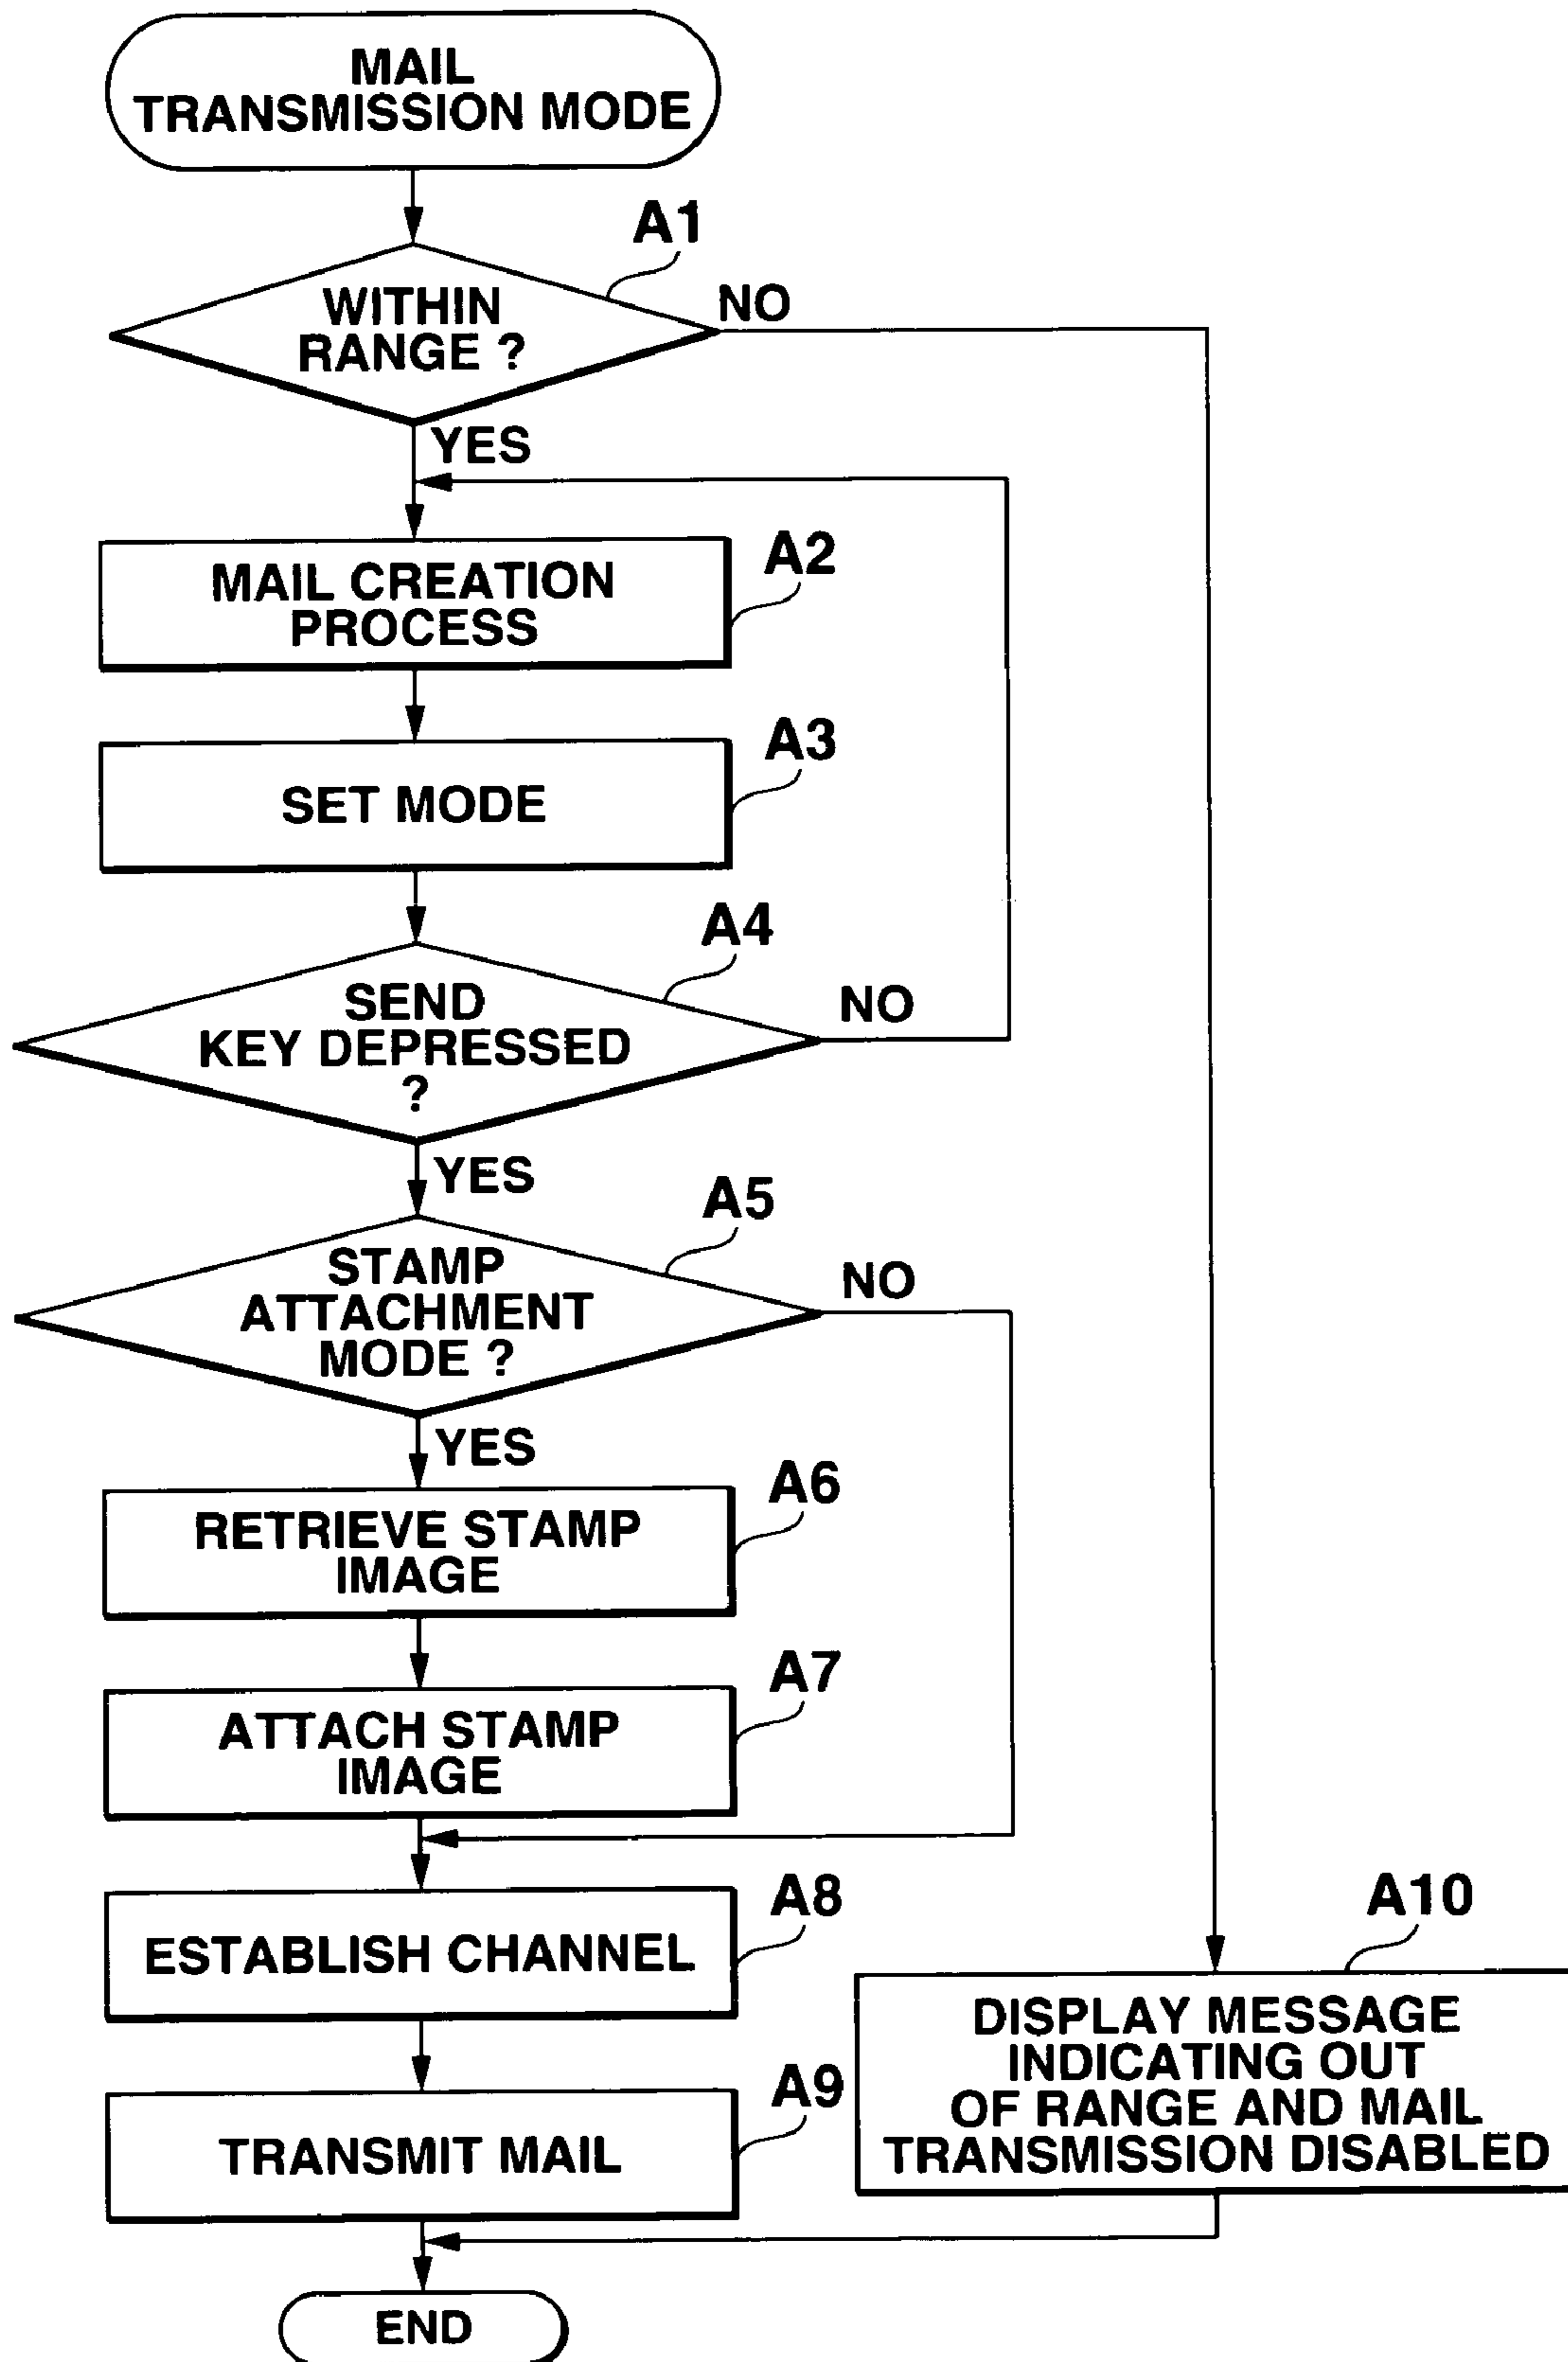 MAIL
TRANSMISSION MODE
A1
WITHIN
RANGE ?
NO
YES
A2
MAIL CREATION
PROCESS
A3
SET MODE
A4
SEND
KEY DEPRESSED
?
NO
YES
A5
STAMP
ATTACHMENT
MODE ?
NO
YES
A6
RETRIEVE STAMP
IMAGE
A7
ATTACH STAMP
IMAGE
A8
ESTABLISH CHANNEL
A10
DISPLAY MESSAGE
INDICATING OUT
OF RANGE AND MAIL
TRANSMISSION DISABLED
A9
TRANSMIT MAIL
END